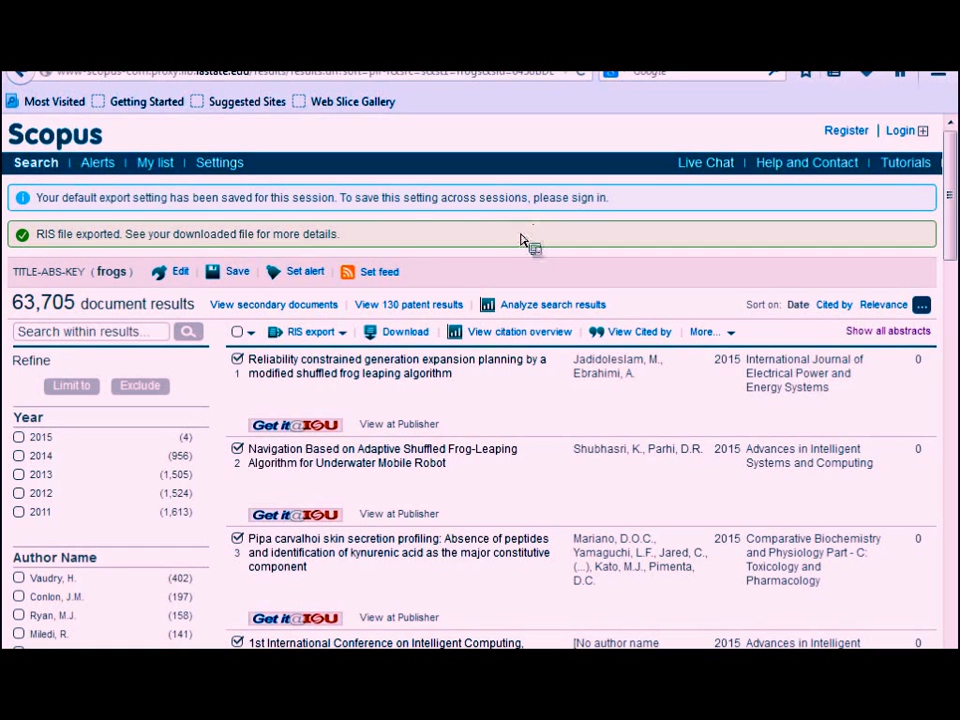 Google
Most Visited Getting Started Suggested Sites Web Slice Gallery
Scopus
Register | Login
Search | Alerts | My list | Settings
Live Chat | Help and Contact | Tutorials
Your default export setting has been saved for this session. To save this setting across sessions, please sign in.
RIS file exported. See your downloaded file for more details.
TITLE-ABS-KEY ( frogs ) Edit Save Set alert Set feed
63,705 document results View secondary documents View 130 patent results Analyze search results Sort on: Date Cited by Relevance ...
Search within results... RIS export Download View citation overview View Cited by More... Show all abstracts
Refine
Limit to Exclude
Year
2015 (4)
2014 (956)
2013 (1,505)
2012 (1,524)
2011 (1,613)
Author Name
Vaudry, H. (402)
Conlon, J.M. (197)
Ryan, M.J. (158)
Miledi, R. (141)
Reliability constrained generation expansion planning by a Jadidoleslam, M., 2015 International Journal of 0
1 modified shuffled frog leaping algorithm Ebrahimi, A. Electrical Power and
Energy Systems
Get it@ISU View at Publisher
Navigation Based on Adaptive Shuffled Frog-Leaping Shubhasri, K., Parhi, D.R. 2015 Advances in Intelligent 0
2 Algorithm for Underwater Mobile Robot Systems and Computing
Get it@ISU View at Publisher
Pipa carvalhoi skin secretion profiling: Absence of peptides Mariano, D.O.C., 2015 Comparative Biochemistry 0
3 and identification of kynurenic acid as the major constitutive Yamaguchi, L.F., Jared, C., and Physiology Part - C:
component (...), Kato, M.J., Pimenta, Toxicology and
D.C. Pharmacology
Get it@ISU View at Publisher
1st International Conference on Intelligent Computing, [No author name 2015 Advances in Intelligent 0